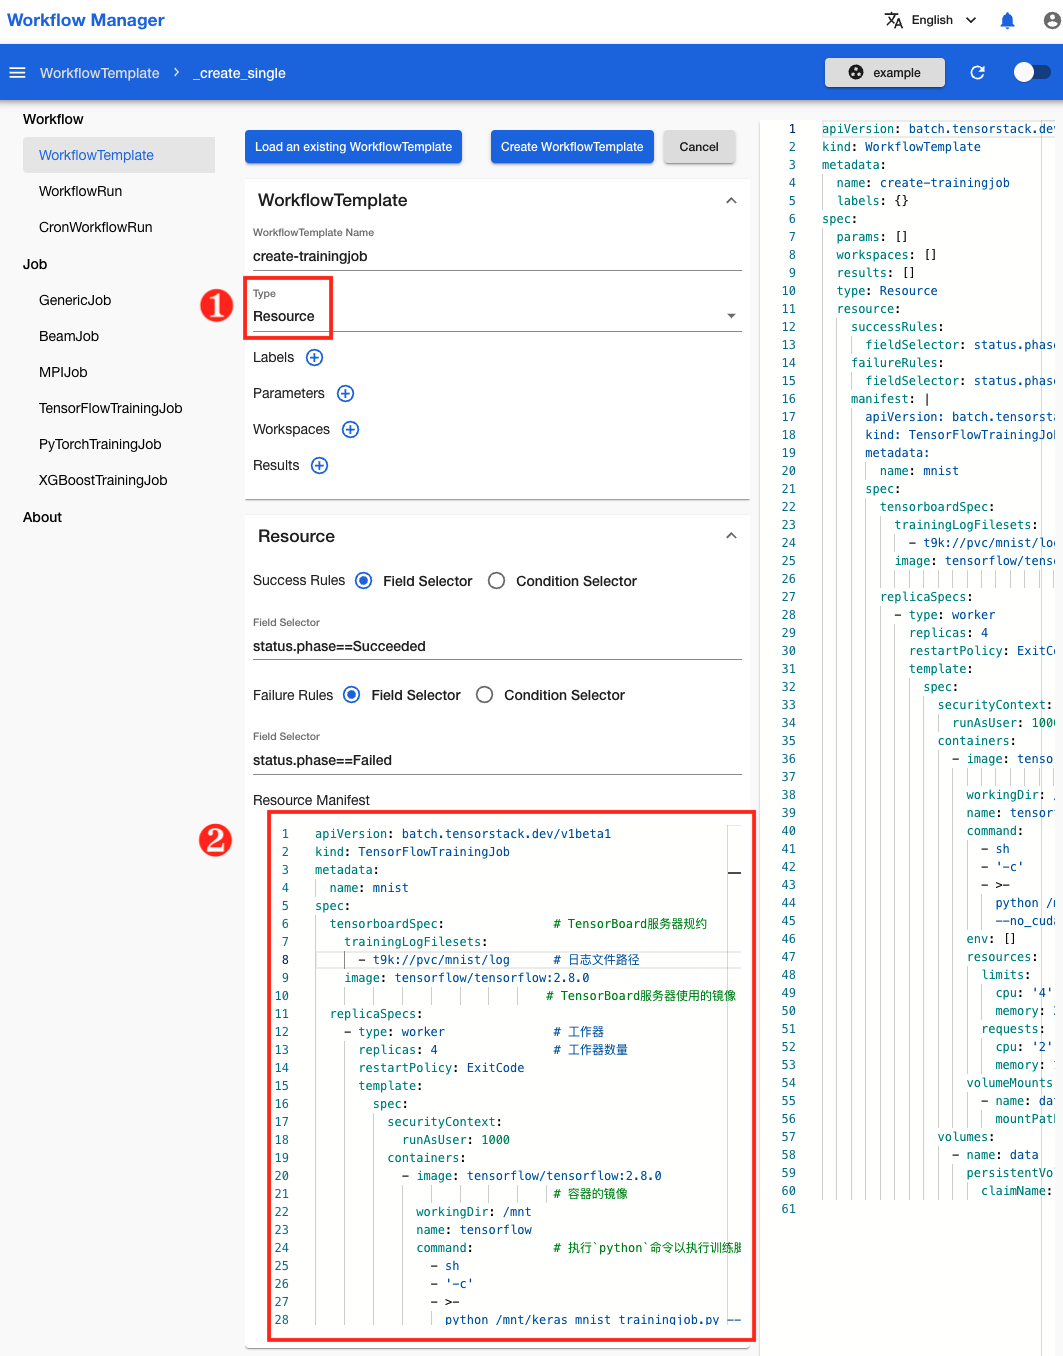 Workflow Manager
English
WorkflowTemplate > _create_single
example
Workflow
WorkflowTemplate
WorkflowRun
CronWorkflowRun
Job
GenericJob
BeamJob
MPIJob
TensorFlowTrainingJob
PyTorchTrainingJob
XGBoostTrainingJob
About
Load an existing WorkflowTemplate
Create WorkflowTemplate
Cancel
WorkflowTemplate
WorkflowTemplate Name
create-trainingjob
1
Type
Resource
Labels
Parameters
Workspaces
Results
Resource
Success Rules Field Selector Condition Selector
Field Selector
status.phase==Succeeded
Failure Rules Field Selector Condition Selector
Field Selector
status.phase==Failed
Resource Manifest
2
1 apiVersion: batch.tensorstack.dev/v1beta1
2 kind: TensorFlowTrainingJob
3 metadata:
4 name: mnist
5 spec:
6 tensorboardSpec: # TensorBoard服务器规约
7 trainingLogFilesets:
8 - t9k://pvc/mnist/log # 日志文件路径
9 image: tensorflow/tensorflow:2.8.0
10 # TensorBoard服务器使用的镜像
11 replicaSpecs:
12 - type: worker # 工作器
13 replicas: 4 # 工作器数量
14 restartPolicy: ExitCode
15 template:
16 spec:
17 securityContext:
18 runAsUser: 1000
19 containers:
20 - image: tensorflow/tensorflow:2.8.0
21 # 容器的镜像
22 workingDir: /mnt
23 name: tensorflow
24 command: # 执行`python`命令以执行训练
25 - sh
26 - '-c'
27 - >-
28 python /mnt/keras_mnist_trainingjob.py --
1 apiVersion: batch.tensorstack.de
2 kind: WorkflowTemplate
3 metadata:
4 name: create-trainingjob
5 labels: {}
6 spec:
7 params: []
8 workspaces: []
9 results: []
10 type: Resource
11 resource:
12 successRules:
13 fieldSelector: status.phase
14 failureRules:
15 fieldSelector: status.phase
16 manifest: |
17 apiVersion: batch.tensorsta
18 kind: TensorFlowTrainingJob
19 metadata:
20 name: mnist
21 spec:
22 tensorboardSpec:
23 trainingLogFilesets:
24 - t9k://pvc/mnist/log
25 image: tensorflow/tens
26
27 replicaSpecs:
28 - type: worker
29 replicas: 4
30 restartPolicy: ExitCo
31 template:
32 spec:
33 securityContext:
34 runAsUser: 1000
35 containers:
36 - image: tenso
37
38 workingDir: /
39 name: tensor
40 command:
41 - sh
42 - '-c'
43 - >-
44 python /m
45 --no_cuda
46 env: []
47 resources:
48 limits:
49 cpu: '4'
50 memory:
51 requests:
52 cpu: '2'
53 memory:
54 volumeMounts
55 - name: da
56 mountPath
57 volumes:
58 - name: data
59 persistentVo
60 claimName:
61